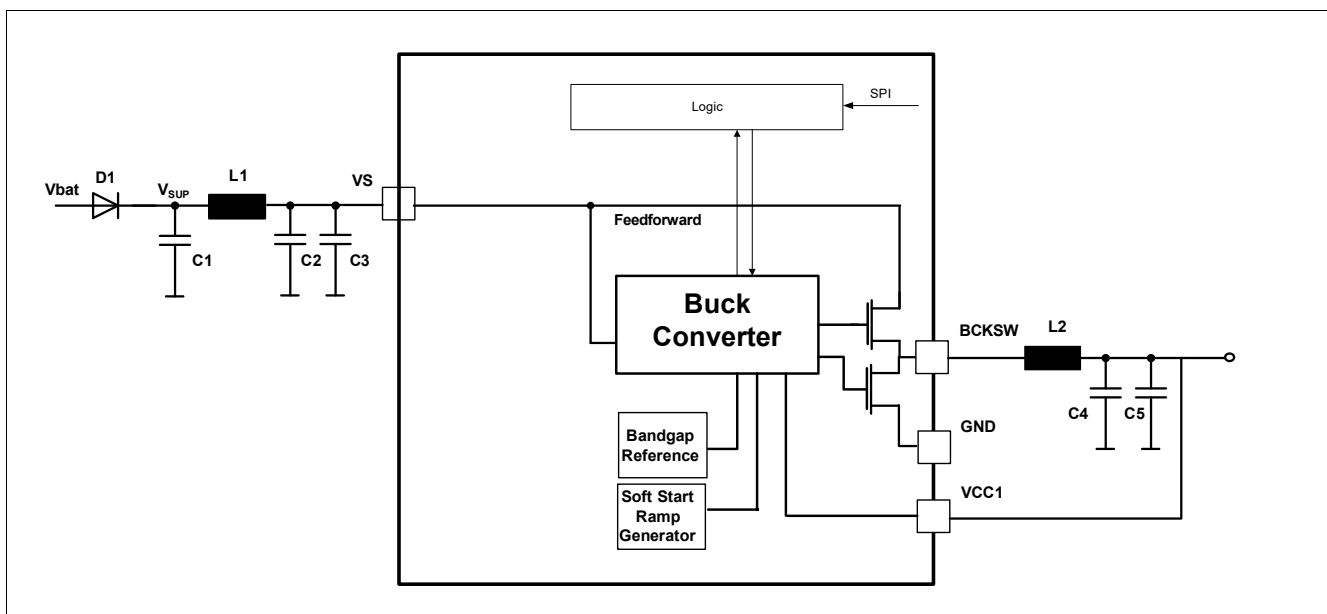 SPI
Logic
L1
D1
VS
Vbat
VSUP
Feedforward
C1
C2
C3
Buck
Converter
BCKSW
L2
C4
C5
GND
Bandgap
Reference
VCC1
Soft Start
Ramp
Generator